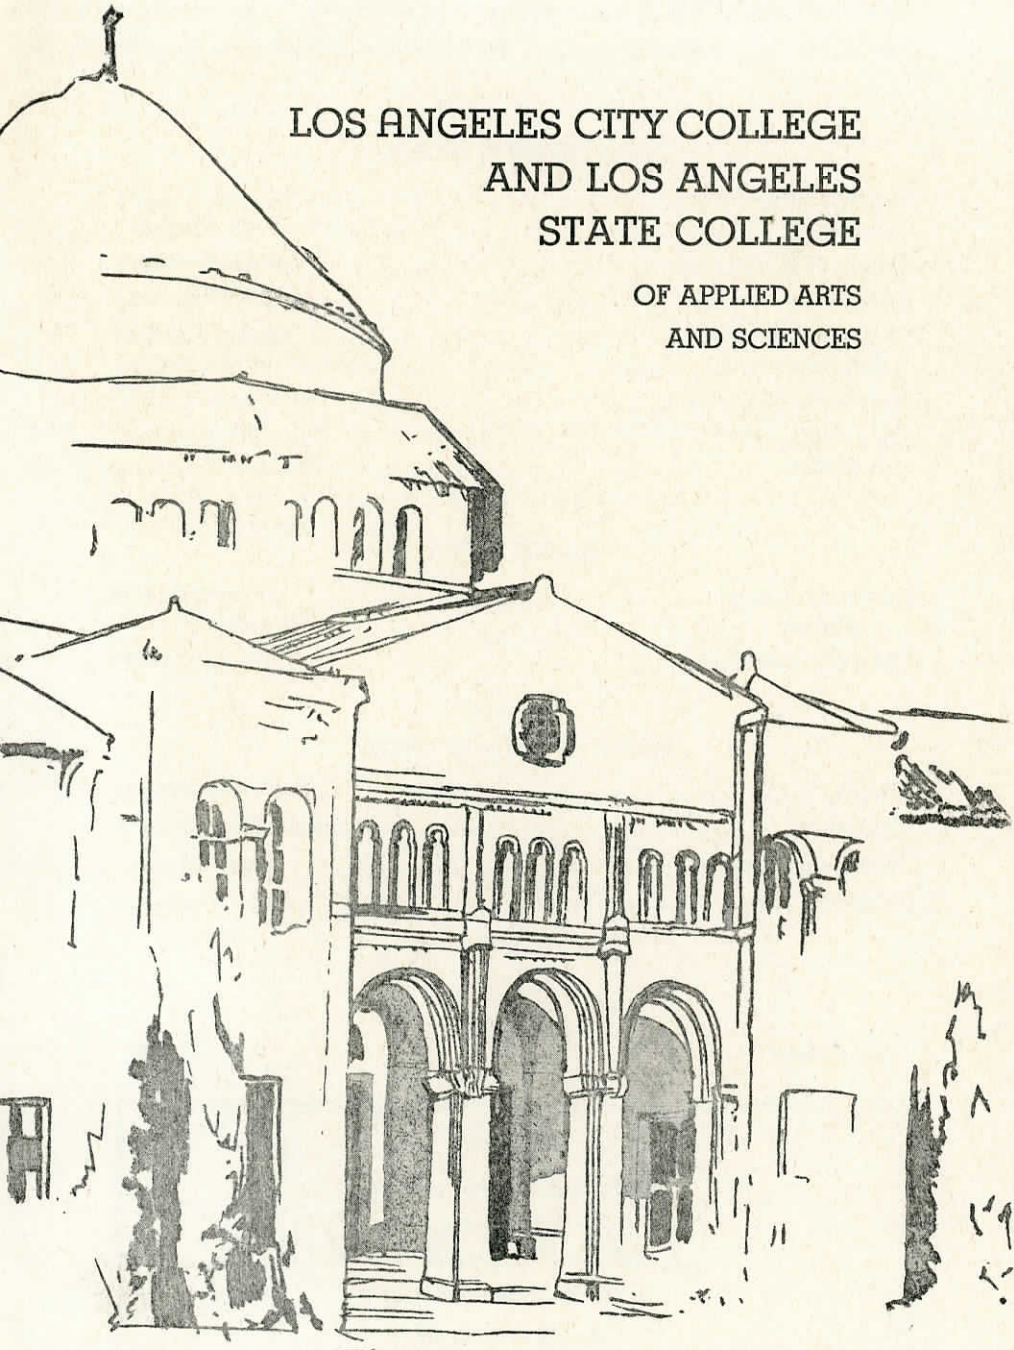 LOS ANGELES CITY COLLEGE
AND LOS ANGELES
STATE COLLEGE
OF APPLIED ARTS
AND SCIENCES